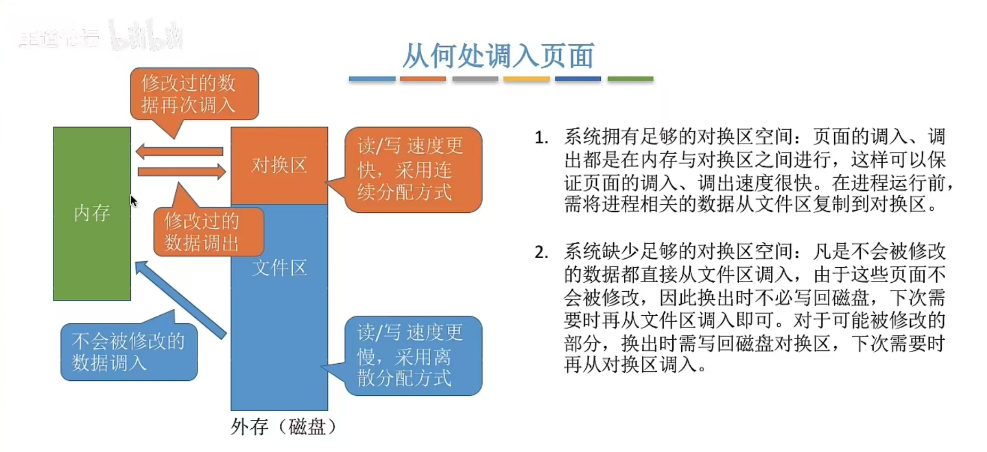 bilibili
从何处调入页面
修改过的数
据再次调入
对换区
读/写 速度更
快，采用连
续分配方式
内存
修改过的
数据调出
文件区
不会被修改的
数据调入
读/写 速度更
慢，采用离
散分配方式
外存（磁盘）
1. 系统拥有足够的对换区空间：页面的调入、调
出都是在内存与对换区之间进行，这样可以保
证页面的调入、调出速度很快。在进程运行前，
需将进程相关的数据从文件区复制到对换区。
2. 系统缺少足够的对换区空间：凡是不会被修改
的数据都直接从文件区调入，由于这些页面不
会被修改，因此换出时不必写回磁盘，下次需
要时再从文件区调入即可。对于可能被修改的
部分，换出时需写回磁盘对换区，下次需要时
再从对换区调入。